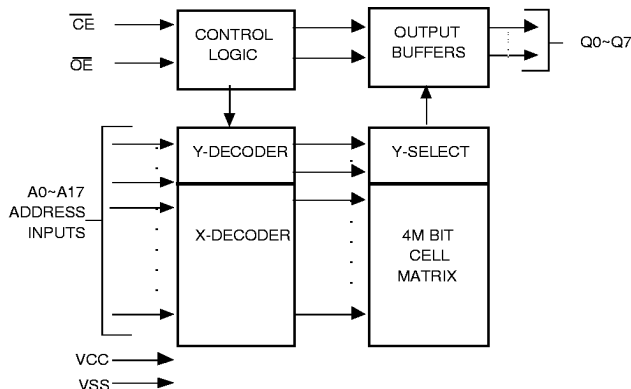 CE
OE
CONTROL
LOGIC
OUTPUT
BUFFERS
Q0~Q7
A0~A17
ADDRESS
INPUTS
Y-DECODER
X-DECODER
Y-SELECT
4M BIT
CELL
MATRIX
VCC
VSS